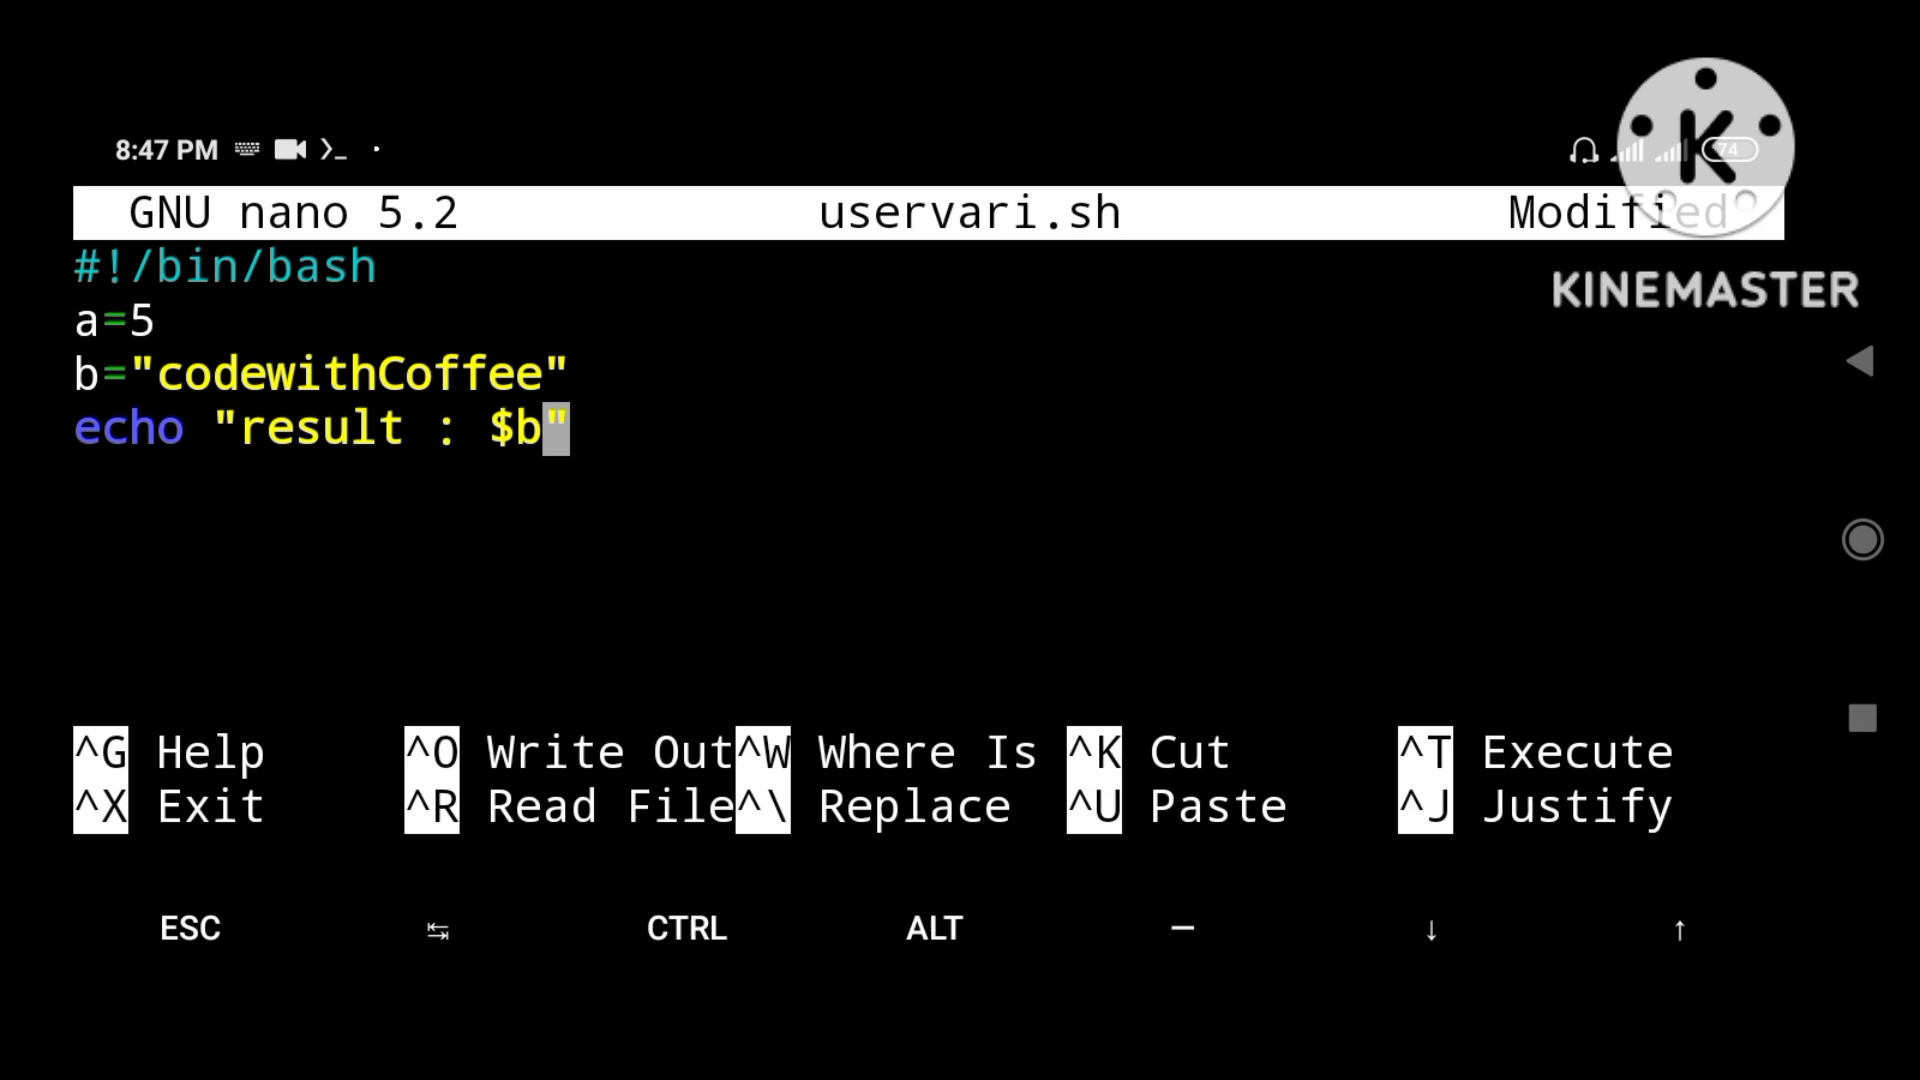 8:47 PM
74
K
GNU nano 5.2 uservari.sh Modified
KINEMASTER
#!/bin/bash
a=5
b="codewithCoffee"
echo "result : $b"
^G Help ^O Write Out ^W Where Is ^K Cut ^T Execute
^X Exit ^R Read File ^\ Replace ^U Paste ^J Justify
ESC ↹ CTRL ALT — ↓ ↑